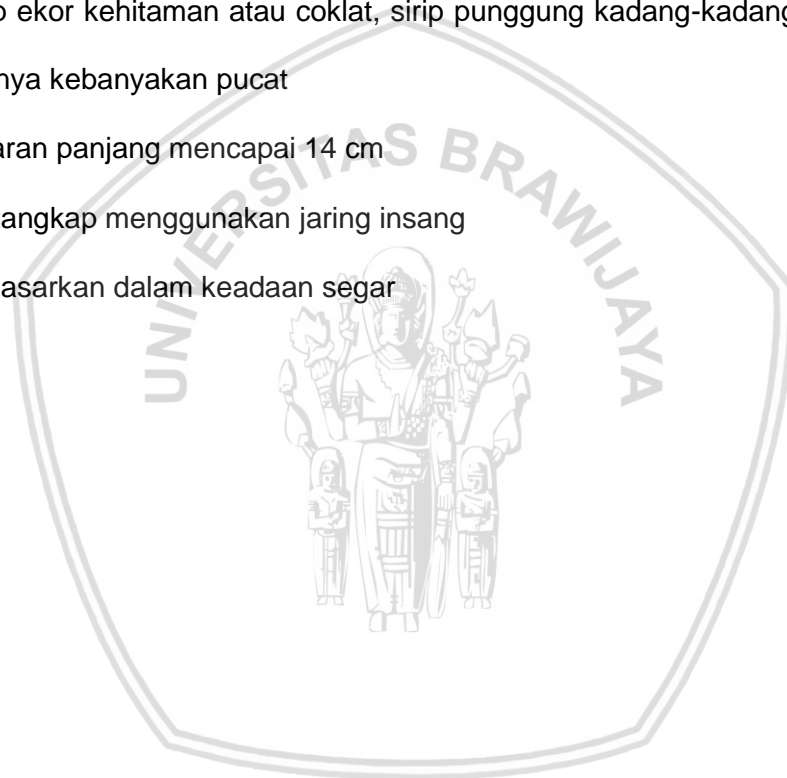 ekor kehitaman atau coklat, sirip punggung kadang-kadang
nya kebanyakan pucat
aran panjang mencapai 14 cm
angkap menggunakan jaring insang
asarkan dalam keadaan segar
UNIVERSITAS BRAWIJAYA